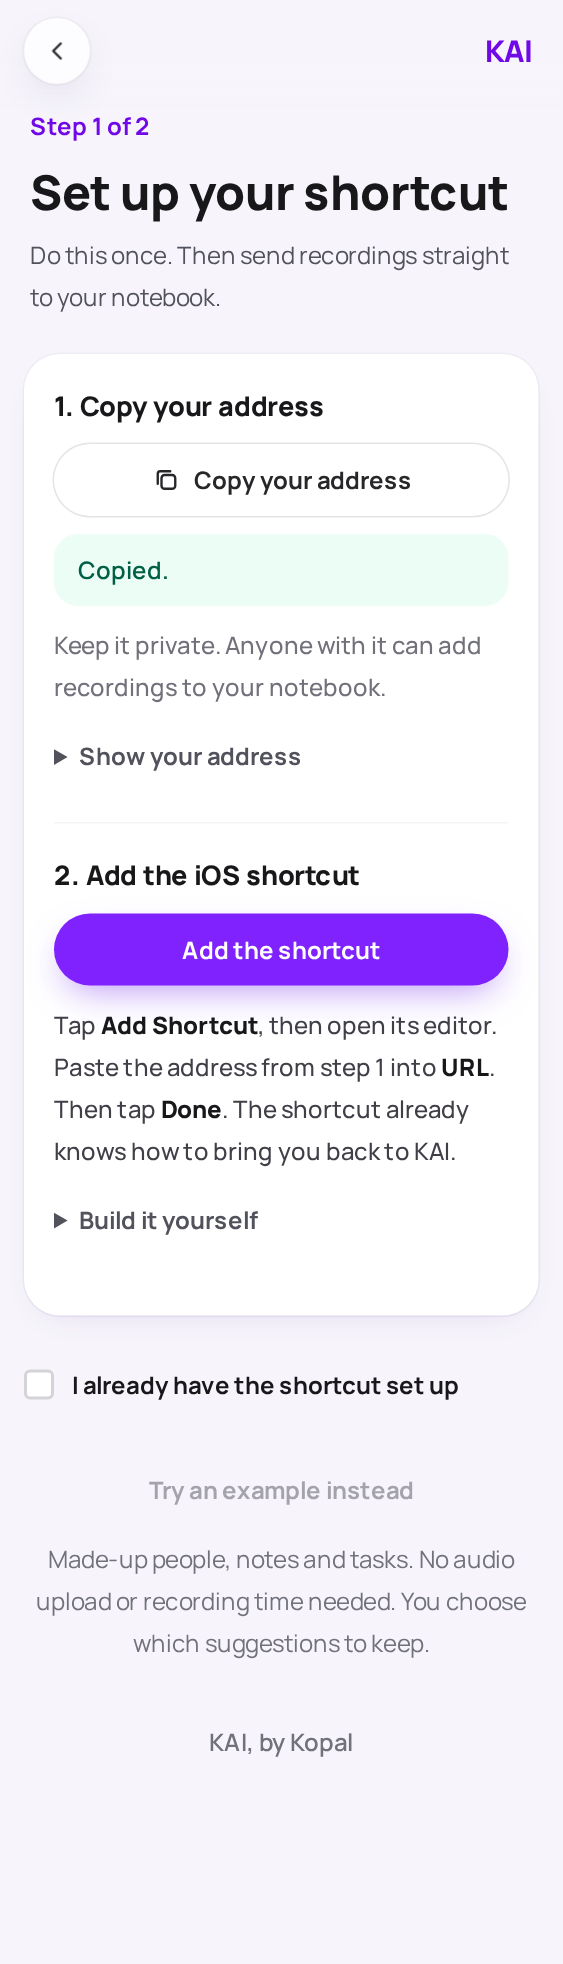 KAI
Step 1 of 2
Set up your shortcut
Do this once. Then send recordings straight
to your notebook.
1. Copy your address
Copy your address
Copied.
Keep it private. Anyone with it can add
recordings to your notebook.
Show your address
2. Add the iOS shortcut
Add the shortcut
Tap Add Shortcut, then open its editor.
Paste the address from step 1 into URL.
Then tap Done. The shortcut already
knows how to bring you back to KAI.
Build it yourself
I already have the shortcut set up
Try an example instead
Made-up people, notes and tasks. No audio
upload or recording time needed. You choose
which suggestions to keep.
KAI, by Kopal